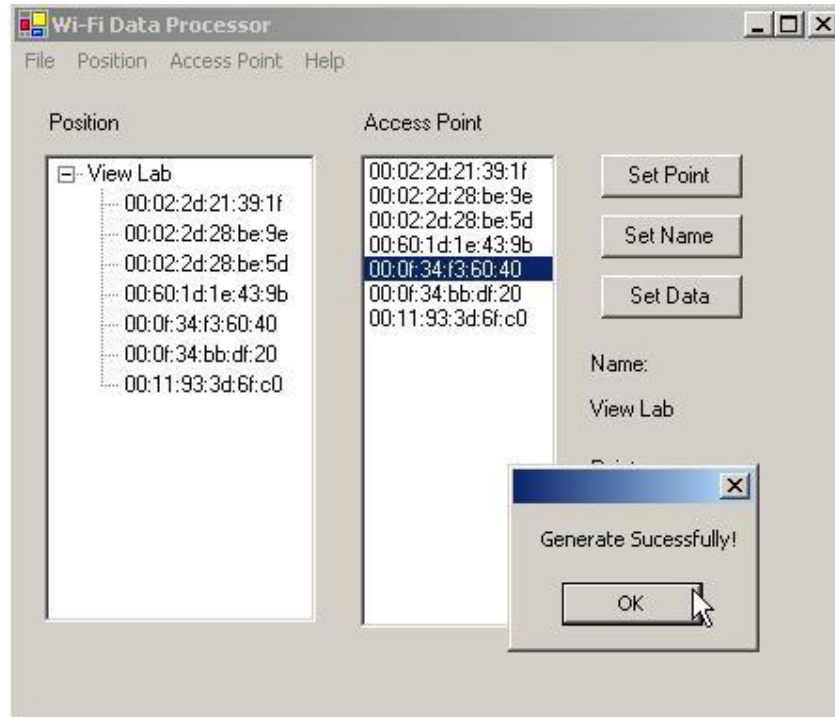 Wi-Fi Data Processor
File Position Access Point Help
Position
View Lab
00:02:2d:21:39:1f
00:02:2d:28:be:9e
00:02:2d:28:be:5d
00:60:1d:1e:43:9b
00:0f:34:f3:60:40
00:0f:34:bb:df:20
00:11:93:3d:6f:c0
Access Point
00:02:2d:21:39:1f
00:02:2d:28:be:9e
00:02:2d:28:be:5d
00:60:1d:1e:43:9b
00:0f:34:f3:60:40
00:0f:34:bb:df:20
00:11:93:3d:6f:c0
Set Point
Set Name
Set Data
Name:
View Lab
Generate Sucessfully!
OK